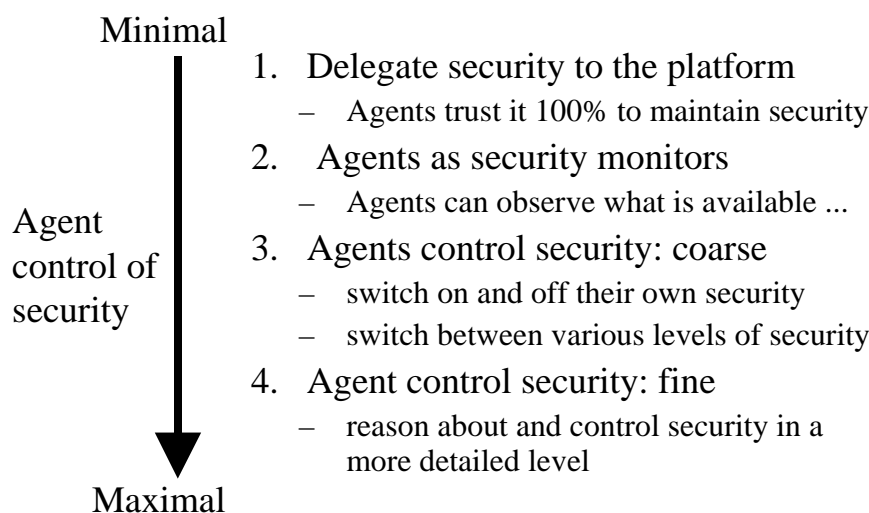 Minimal
1. Delegate security to the platform
– Agents trust it 100% to maintain security
2. Agents as security monitors
– Agents can observe what is available ...
Agent
control of
security
3. Agents control security: coarse
– switch on and off their own security
– switch between various levels of security
4. Agent control security: fine
– reason about and control security in a
more detailed level
Maximal